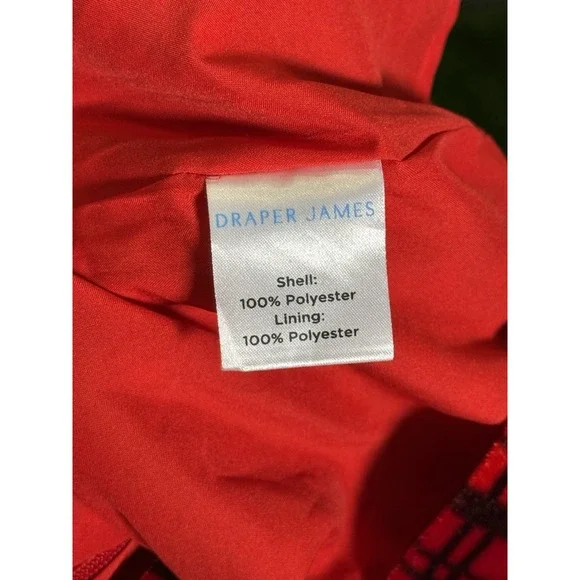 DRAPER JAMES
Shell:
100% Polyester
Lining:
100% Polyester